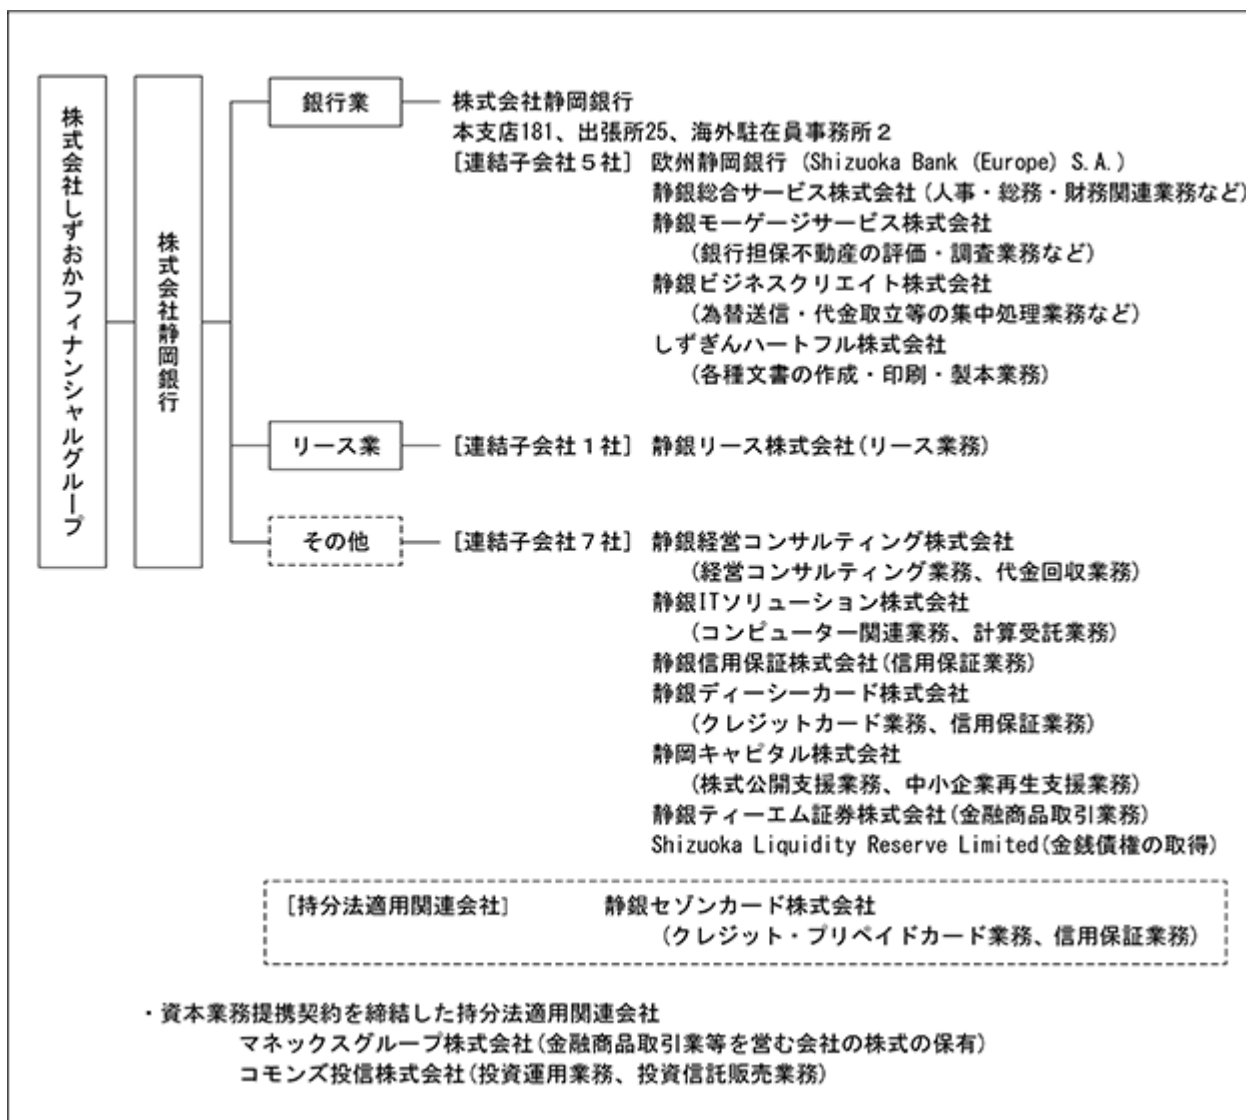 株式会社しずおかフィナンシャルグループ
株式会社静岡銀行
銀行業
株式会社静岡銀行
本支店181、出張所25、海外駐在員事務所２
[連結子会社５社] 欧州静岡銀行 (Shizuoka Bank (Europe) S.A.)
静銀総合サービス株式会社(人事・総務・財務関連業務など)
静銀モーゲージサービス株式会社
(銀行担保不動産の評価・調査業務など)
静銀ビジネスクリエイト株式会社
(為替送信・代金取立等の集中処理業務など)
しずぎんハートフル株式会社
(各種文書の作成・印刷・製本業務)
リース業
[連結子会社１社] 静銀リース株式会社(リース業務)
その他
[連結子会社７社] 静銀経営コンサルティング株式会社
(経営コンサルティング業務、代金回収業務)
静銀ITソリューション株式会社
(コンピューター関連業務、計算受託業務)
静銀信用保証株式会社(信用保証業務)
静銀ディーシーカード株式会社
(クレジットカード業務、信用保証業務)
静岡キャピタル株式会社
(株式公開支援業務、中小企業再生支援業務)
静銀ティーエム証券株式会社(金融商品取引業務)
Shizuoka Liquidity Reserve Limited(金銭債権の取得)
[持分法適用関連会社] 静銀セゾンカード株式会社
(クレジット・プリペイドカード業務、信用保証業務)
・資本業務提携契約を締結した持分法適用関連会社
マネックスグループ株式会社(金融商品取引業等を営む会社の株式の保有)
コモンズ投信株式会社(投資運用業務、投資信託販売業務)